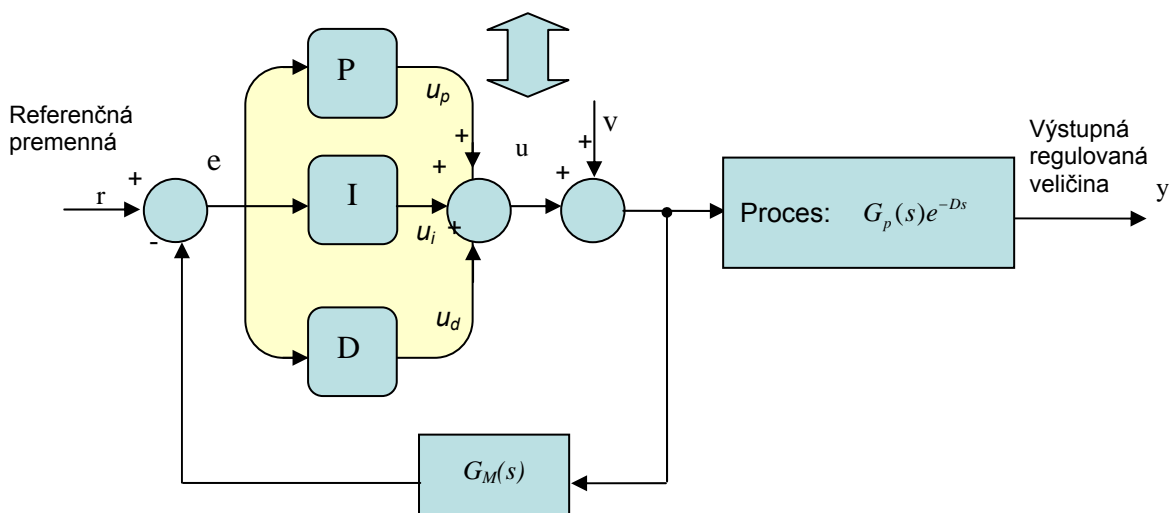 P
u_p
+
v
+
Referenčná
premenná
r
+
-
e
I
u_i
+
+
u
+
Proces: G_p(s)e^{-Ds}
Výstupná
regulovaná
veličina
y
D
u_d
G_M(s)